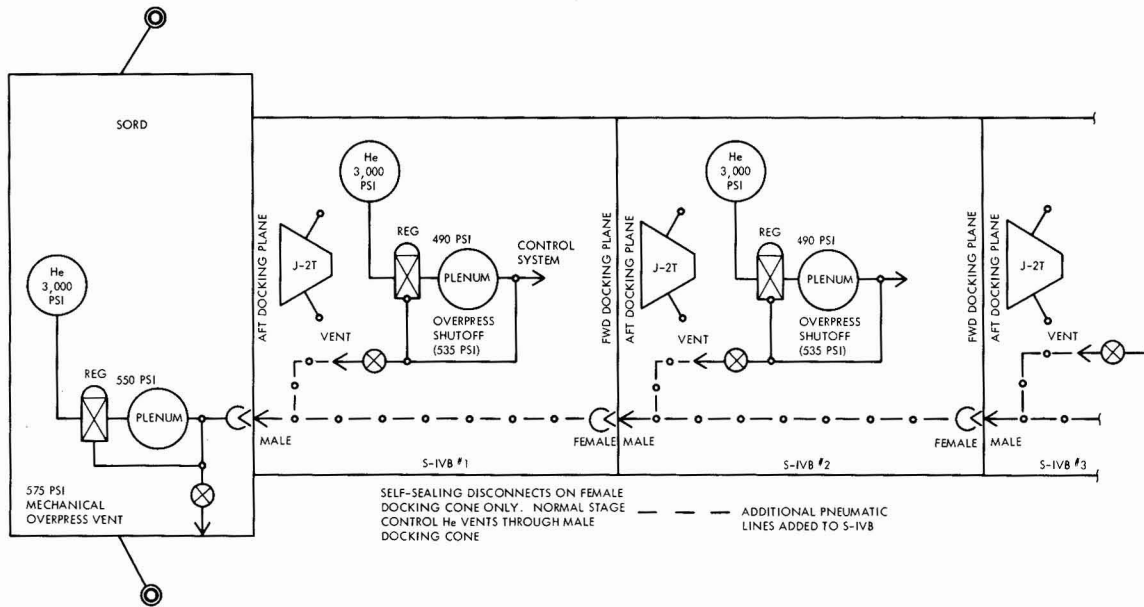 SORD
He
3,000
PSI
REG
550 PSI
PLENUM
575 PSI
MECHANICAL
OVERPRESS VENT
AFT DOCKING PLANE
He
3,000
PSI
REG
490 PSI
PLENUM
CONTROL
SYSTEM
J-2T
OVERPRESS
SHUTOFF
(535 PSI)
VENT
MALE
FEMALE
S-IVB #1
FWD DOCKING PLANE
AFT DOCKING PLANE
He
3,000
PSI
REG
490 PSI
PLENUM
J-2T
OVERPRESS
SHUTOFF
(535 PSI)
VENT
MALE
FEMALE
S-IVB #2
FWD DOCKING PLANE
AFT DOCKING PLANE
J-2T
VENT
MALE
S-IVB #3
SELF-SEALING DISCONNECTS ON FEMALE
DOCKING CONE ONLY. NORMAL STAGE
CONTROL He VENTS THROUGH MALE
DOCKING CONE
ADDITIONAL PNEUMATIC
LINES ADDED TO S-IVB